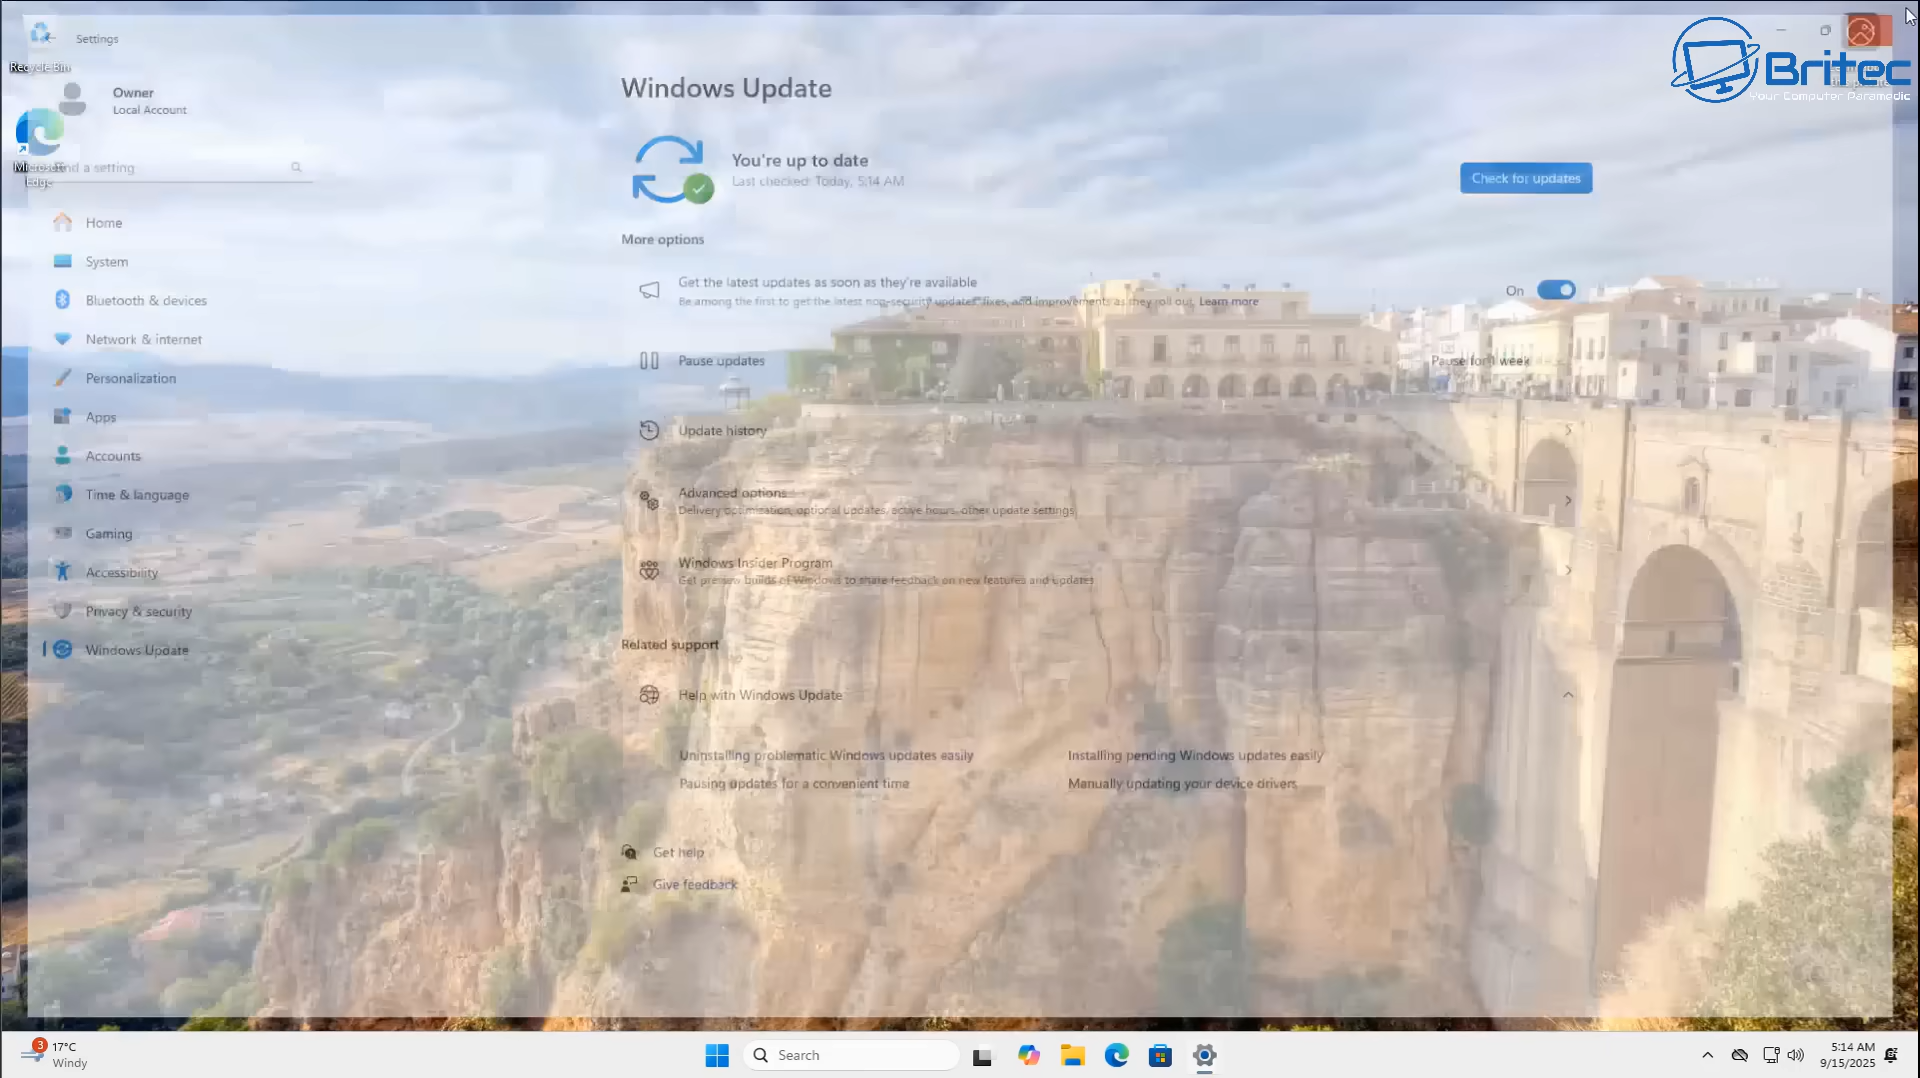 Settings
Recycle Bin
Owner
Local Account
Microsoft
Edge
a setting
Home
System
Bluetooth & devices
Network & internet
Personalization
Apps
Accounts
Time & language
Gaming
Accessibility
Privacy & security
Windows Update
Windows Update
You're up to date
Last checked: Today, 5:14 AM
Check for updates
More options
Get the latest updates as soon as they're available
Be among the first to get the latest non-security updates, fixes, and improvements as they roll out. Learn more
On
Pause updates
Pause for 1 week
Update history
Advanced options
Delivery optimization, optional updates, active hours, other update settings
Windows Insider Program
Get preview builds of Windows to share feedback on new features and updates
Related support
Help with Windows Update
Uninstalling problematic Windows updates easily
Installing pending Windows updates easily
Pausing updates for a convenient time
Manually updating your device drivers
Get help
Give feedback
Britec
Your Computer Paramedic
3
17°C
Windy
Search
5:14 AM
9/15/2025